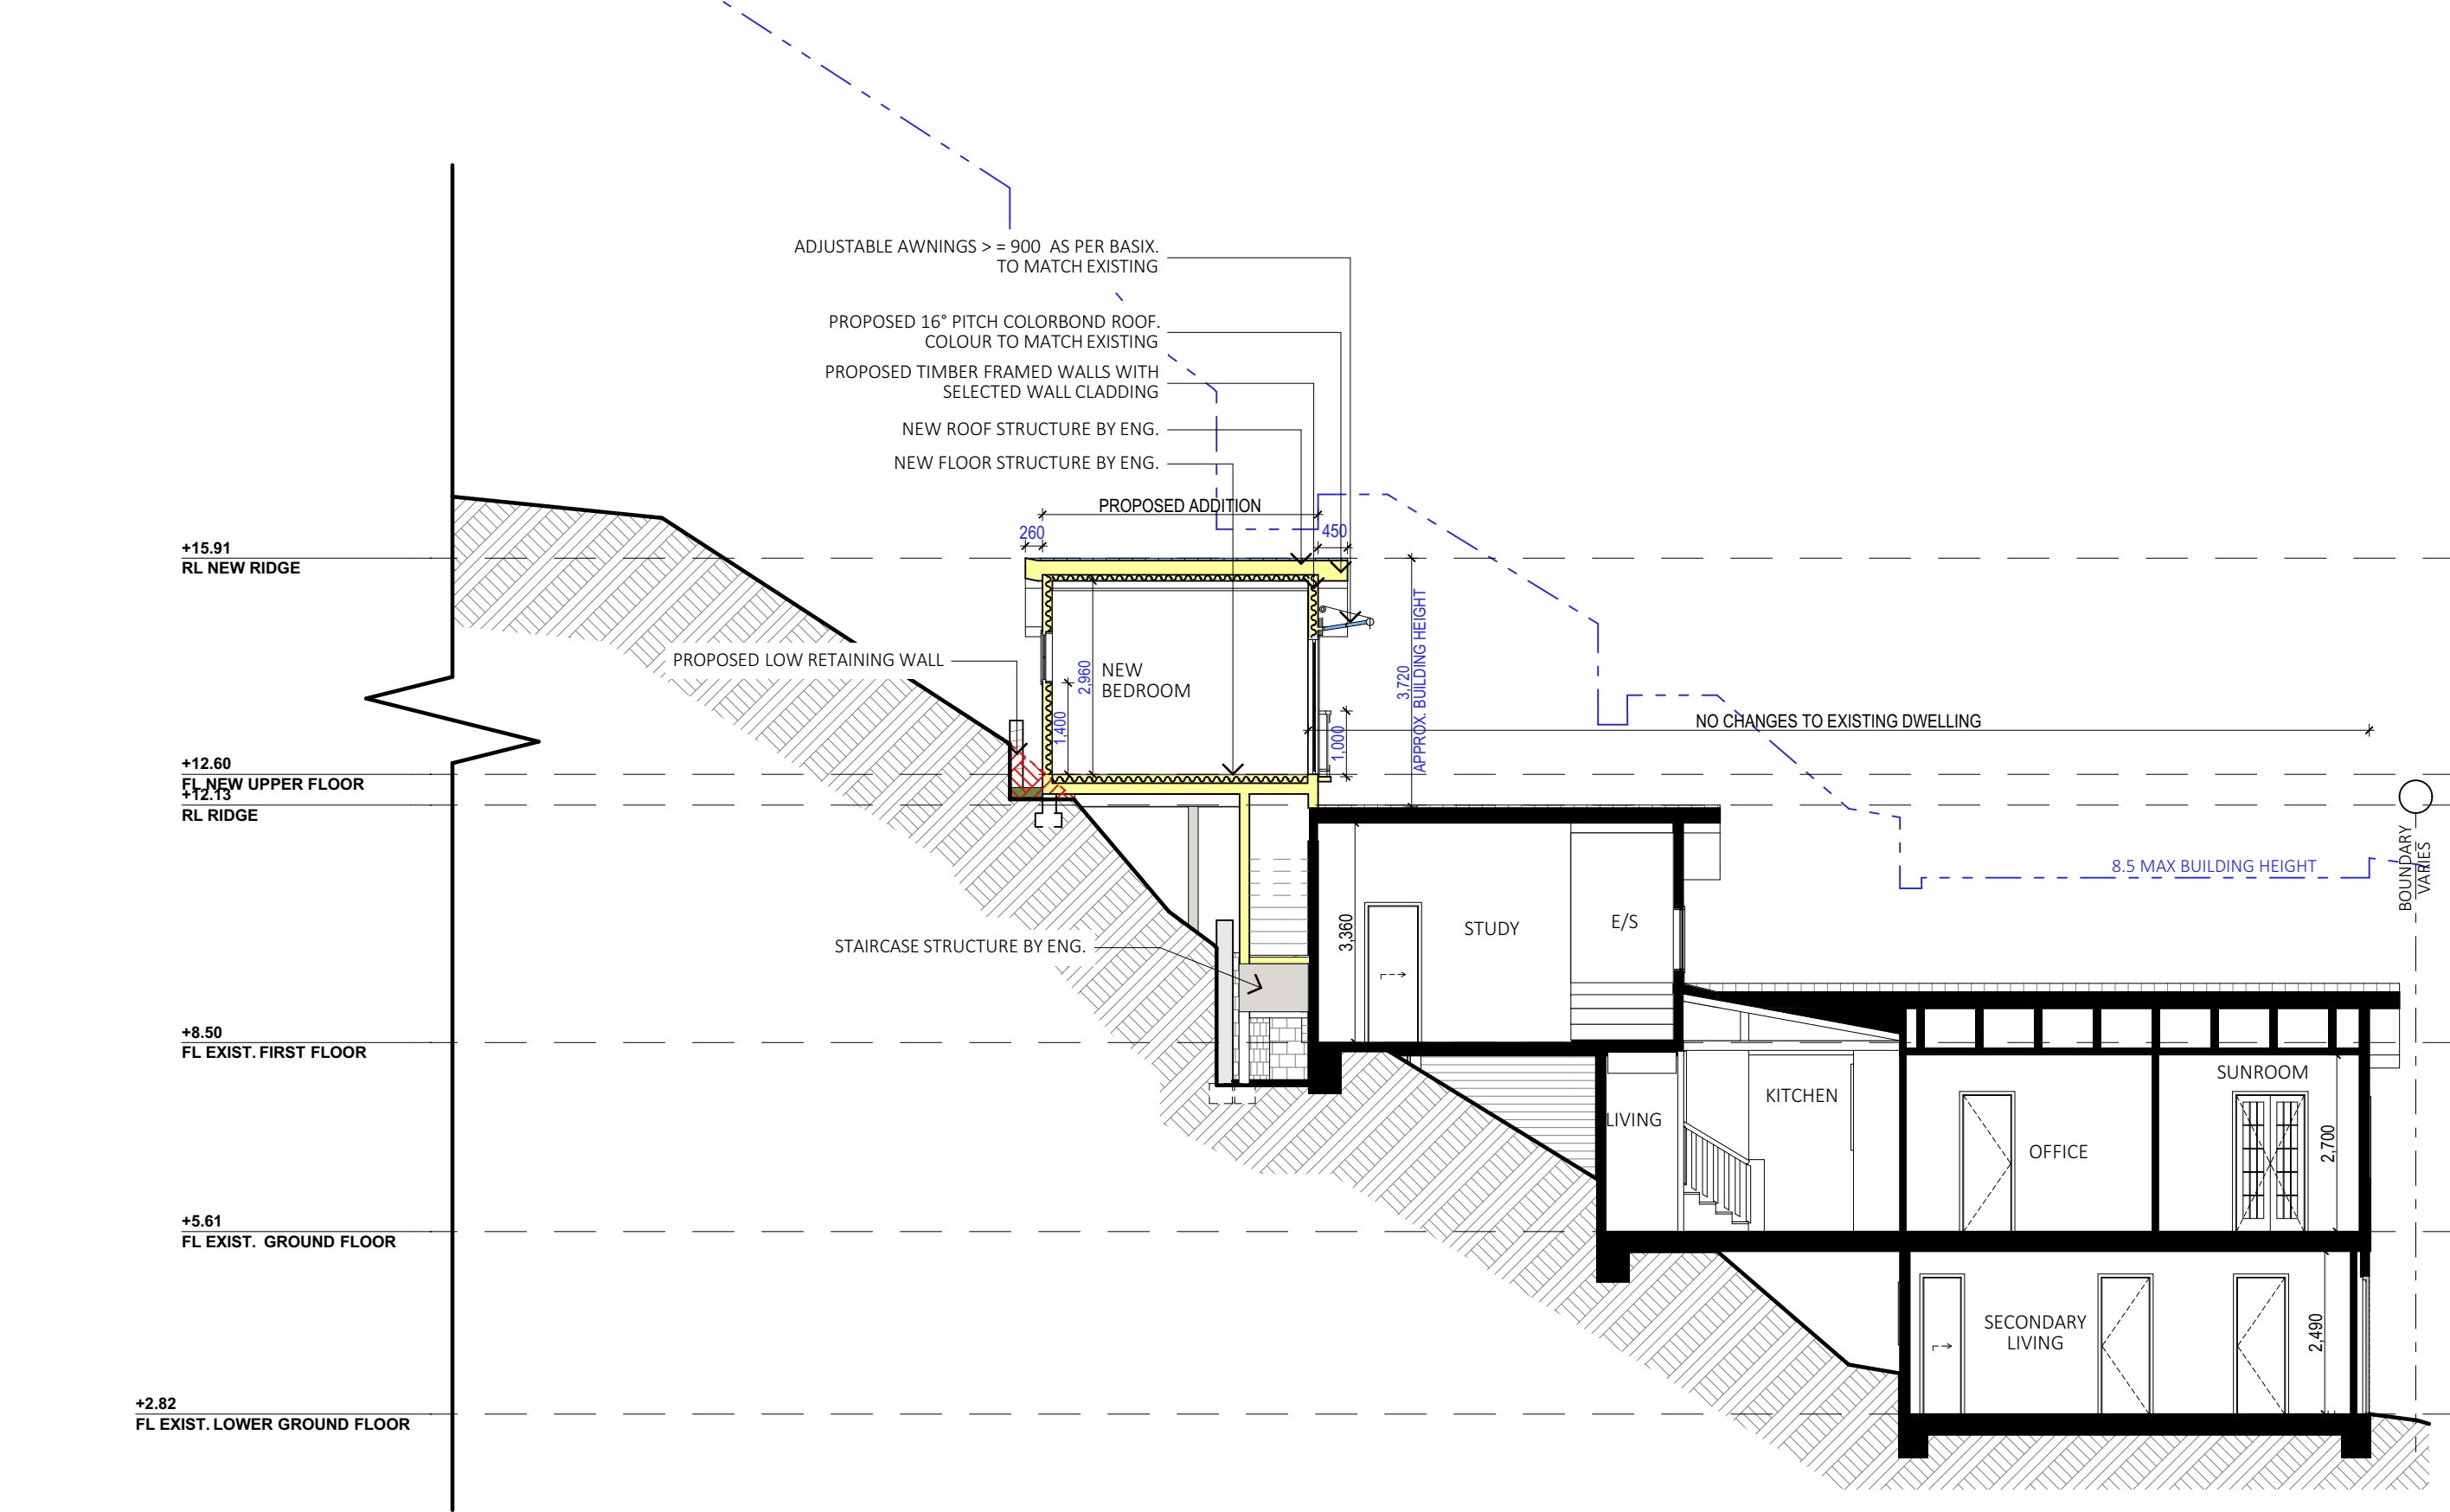 ADJUSTABLE AWNINGS > = 900 AS PER BASIX.
TO MATCH EXISTING
PROPOSED 16° PITCH COLORBOND ROOF.
COLOUR TO MATCH EXISTING
PROPOSED TIMBER FRAMED WALLS WITH
SELECTED WALL CLADDING
NEW ROOF STRUCTURE BY ENG.
NEW FLOOR STRUCTURE BY ENG.
PROPOSED ADDITION
260
450
+15.91
RL NEW RIDGE
PROPOSED LOW RETAINING WALL
2,960
NEW
BEDROOM
1,400
1,000
3,720
APPROX. BUILDING HEIGHT
NO CHANGES TO EXISTING DWELLING
+12.60
FL NEW UPPER FLOOR
+12.13
RL RIDGE
8.5 MAX BUILDING HEIGHT
BOUNDARY
VARIES
3,360
STUDY
E/S
STAIRCASE STRUCTURE BY ENG.
+8.50
FL EXIST. FIRST FLOOR
SUNROOM
KITCHEN
LIVING
OFFICE
2,700
+5.61
FL EXIST. GROUND FLOOR
SECONDARY
LIVING
2,490
+2.82
FL EXIST. LOWER GROUND FLOOR